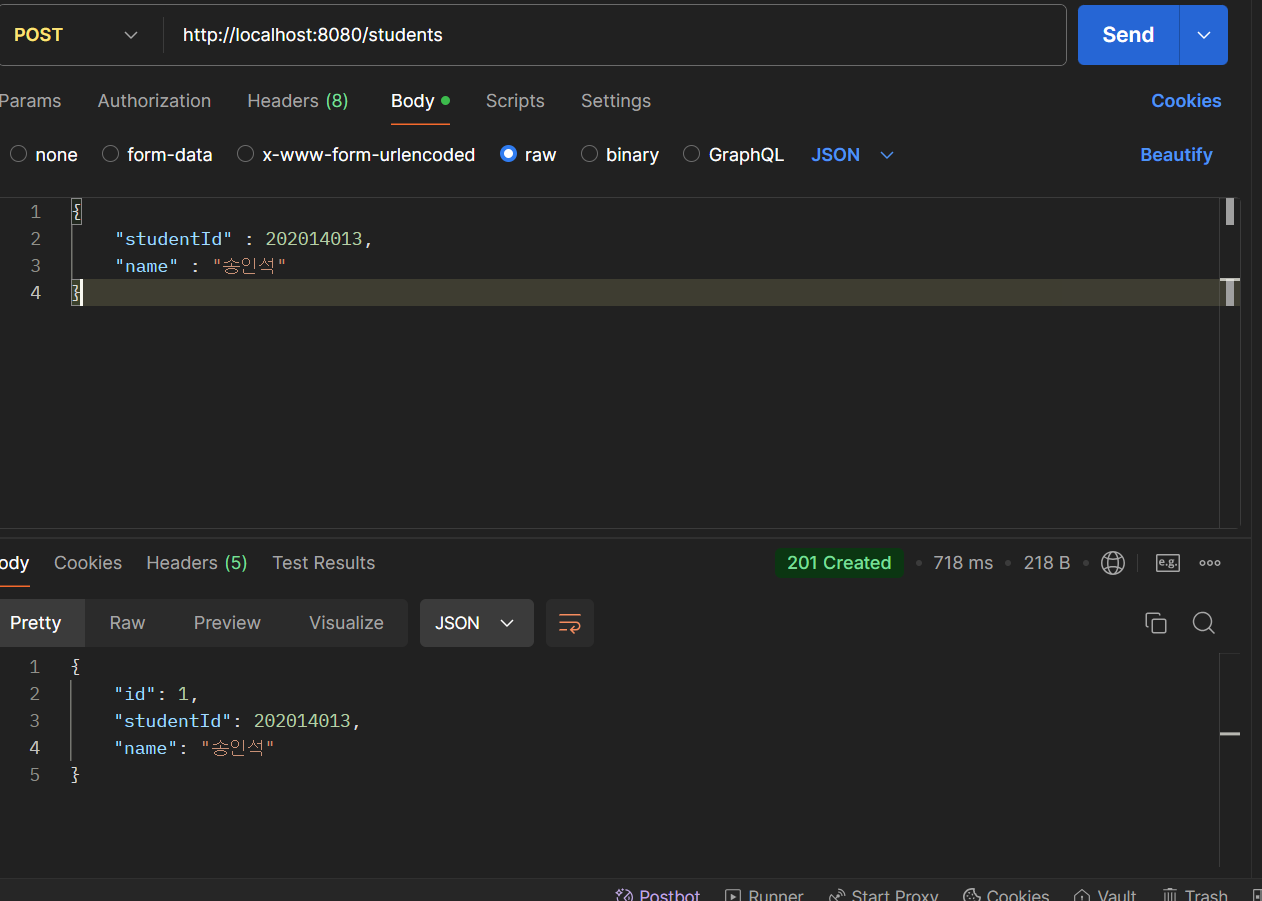 POST http://localhost:8080/students Send
Params Authorization Headers (8) Body Scripts Settings Cookies
none form-data x-www-form-urlencoded raw binary GraphQL JSON Beautify
1 {
2 "studentId" : 202014013,
3 "name" : "송인석"
4 }
ody Cookies Headers (5) Test Results 201 Created • 718 ms • 218 B • e.g.
Pretty Raw Preview Visualize JSON
1 {
2 "id": 1,
3 "studentId": 202014013,
4 "name": "송인석"
5 }
Postbot Runner Start Proxy Cookies Vault Trash